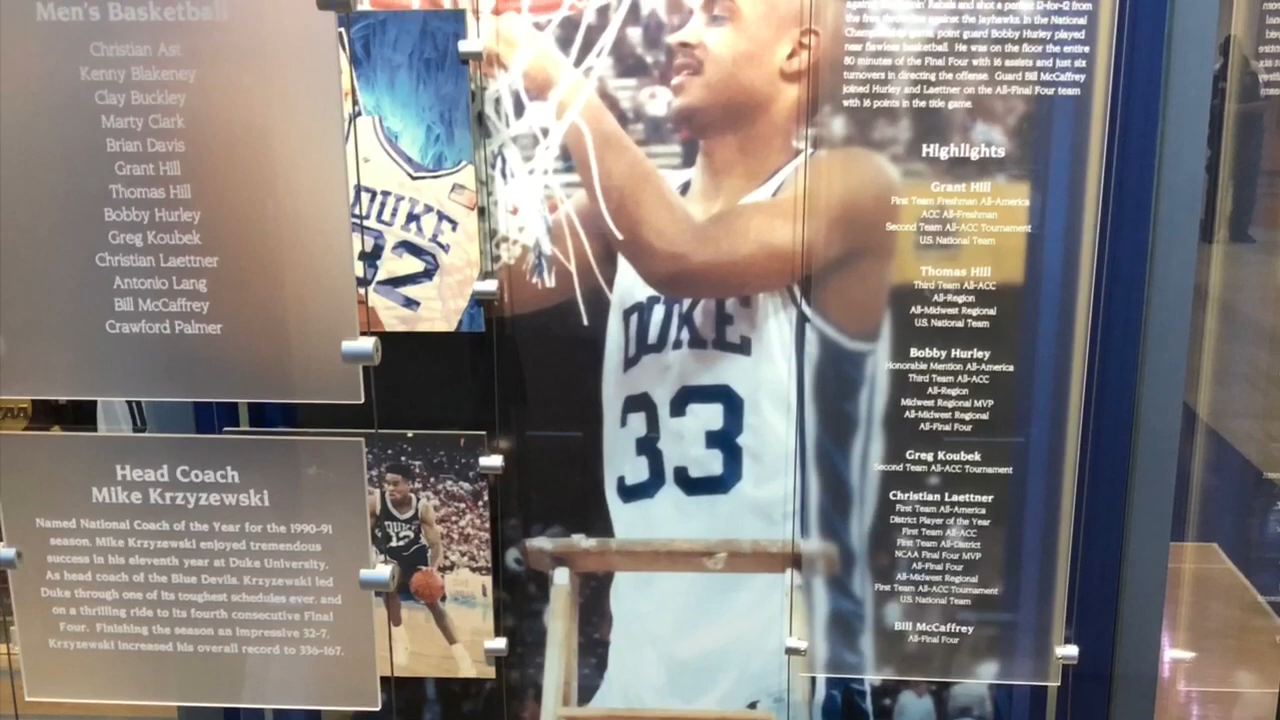 Men's Basketball
Christian Ast
Kenny Blakeney
Clay Buckley
Marty Clark
Brian Davis
Grant Hill
Thomas Hill
Bobby Hurley
Greg Koubek
Christian Laettner
Antonio Lang
Bill McCaffrey
Crawford Palmer
Head Coach
Mike Krzyzewski
Named National Coach of the Year for the 1990-91
season, Mike Krzyzewski enjoyed tremendous
success in his eleventh year at Duke University.
As head coach of the Blue Devils, Krzyzewski led
Duke through one of its toughest schedules ever, and
on a thrilling ride to its fourth consecutive Final
Four. Finishing the season an impressive 32-7,
Krzyzewski increased his overall record to 336-167.
DUKE
32
DUKE
12
DUKE
33
Rebels and shot a perfect 12-for-12 from
the free throw line against the Jayhawks. In the National
game, point guard Bobby Hurley played
near flawless basketball. He was on the floor the entire
80 minutes of the Final Four with 16 assists and just six
turnovers in directing the offense. Guard Bill McCaffrey
joined Hurley and Laettner on the All-Final Four team
with 16 points in the title game.
Highlights
Grant Hill
First Team Freshman All-America
ACC All-Freshman
Second Team All-ACC Tournament
U.S. National Team
Thomas Hill
Third Team All-ACC
All-Region
All-Midwest Regional
U.S. National Team
Bobby Hurley
Honorable Mention All-America
Third Team All-ACC
All-Region
Midwest Regional MVP
All-Midwest Regional
All-Final Four
Greg Koubek
Second Team All-ACC Tournament
Christian Laettner
First Team All-America
District Player of the Year
First Team All-ACC
First Team All-District
NCAA Final Four MVP
All-Final Four
All-Midwest Regional
First Team All-ACC Tournament
U.S. National Team
Bill McCaffrey
All-Final Four